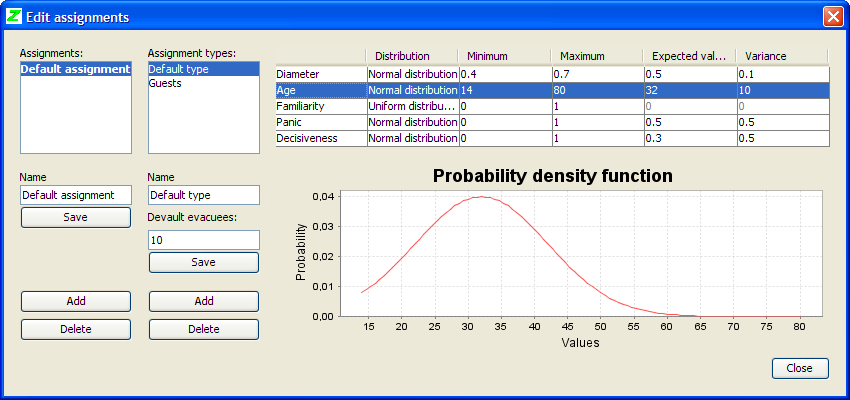 Edit assignments
Assignments:
Default assignment
Assignment types:
Default type
Guests
Distribution Minimum Maximum Expected val... Variance
Diameter Normal distribution 0.4 0.7 0.5 0.1
Age Normal distribution 14 80 32 10
Familiarity Uniform distribu... 0 1 0 0
Panic Normal distribution 0 1 0.5 0.5
Decisiveness Normal distribution 0 1 0.3 0.5
Name
Default assignment
Save
Add
Delete
Name
Default type
Devault evacuees:
10
Save
Add
Delete
Probability density function
Probability
0,04
0,03
0,02
0,01
0,00
15 20 25 30 35 40 45 50 55 60 65 70 75 80
Values
Close